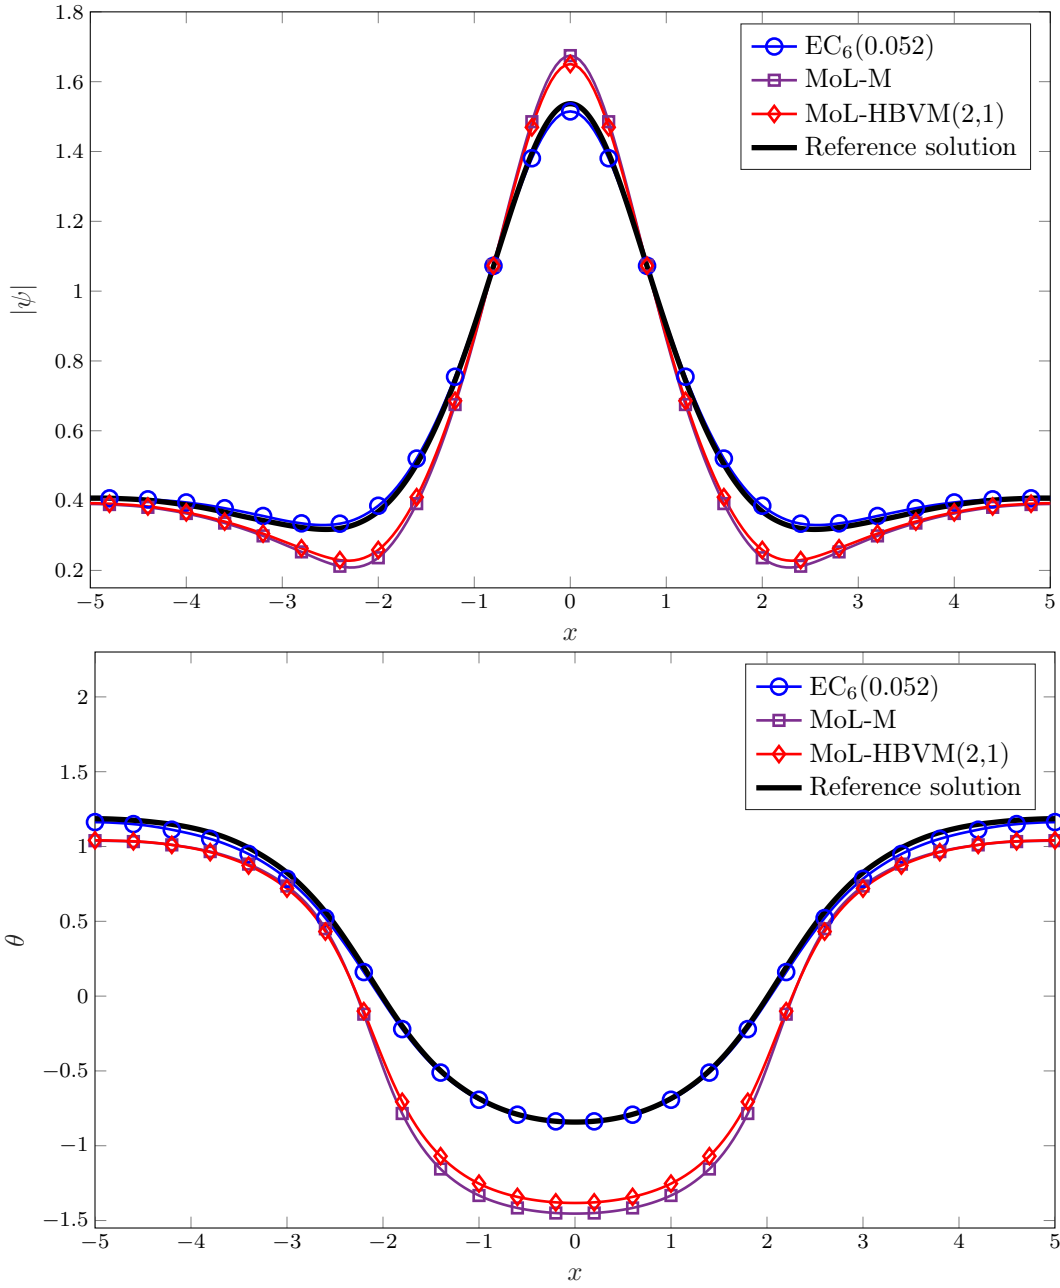 1.8
1.6
1.4
1.2
1
0.8
0.6
0.4
0.2
|ψ|
EC₆(0.052)
MoL-M
MoL-HBVM(2,1)
Reference solution
−5 −4 −3 −2 −1 0 1 2 3 4 5
x
2
1.5
1
0.5
0
−0.5
−1
−1.5
θ
EC₆(0.052)
MoL-M
MoL-HBVM(2,1)
Reference solution
−5 −4 −3 −2 −1 0 1 2 3 4 5
x